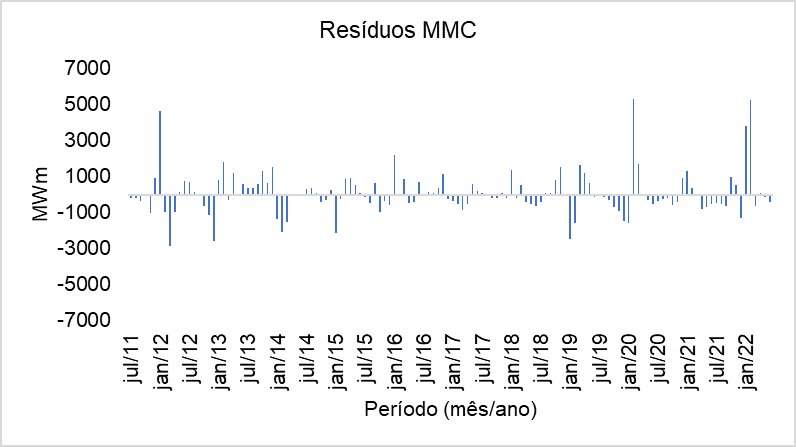 Resíduos MMC
7000
5000
3000
1000
-1000
-3000
-5000
-7000
MWm
jul/11
jan/12
jul/12
jan/13
jul/13
jan/14
jul/14
jan/15
jul/15
jan/16
jul/16
jan/17
jul/17
jan/18
jul/18
jan/19
jul/19
jan/20
jul/20
jan/21
jul/21
jan/22
Período (mês/ano)